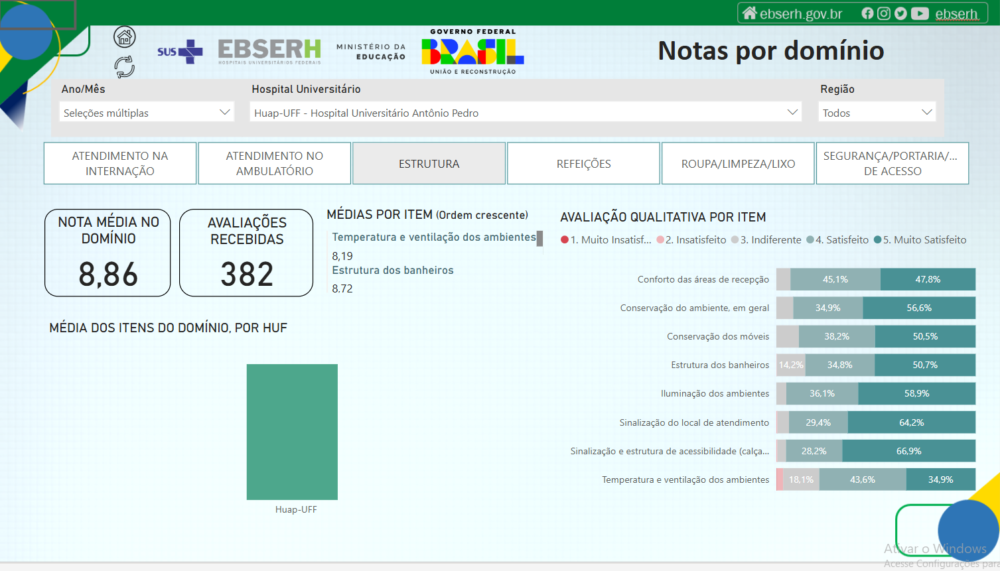 ebserh.gov.br
ebserh
SUS
EBSERH
HOSPITAIS UNIVERSITÁRIOS FEDERAIS
MINISTÉRIO DA
EDUCAÇÃO
GOVERNO FEDERAL
BRASIL
UNIÃO E RECONSTRUÇÃO
Notas por domínio
Ano/Mês
Hospital Universitário
Região
Seleções múltiplas
Huap-UFF - Hospital Universitário Antônio Pedro
Todos
ATENDIMENTO NA
INTERNAÇÃO
ATENDIMENTO NO
AMBULATÓRIO
ESTRUTURA
REFEIÇÕES
ROUPA/LIMPEZA/LIXO
SEGURANÇA/PORTARIA/...
DE ACESSO
NOTA MÉDIA NO
DOMÍNIO
8,86
AVALIAÇÕES
RECEBIDAS
382
MÉDIAS POR ITEM (Ordem crescente)
Temperatura e ventilação dos ambientes
8,19
Estrutura dos banheiros
8,72
AVALIAÇÃO QUALITATIVA POR ITEM
1. Muito Insatisf... 2. Insatisfeito 3. Indiferente 4. Satisfeito 5. Muito Satisfeito
Conforto das áreas de recepção 45,1% 47,8%
Conservação do ambiente, em geral 34,9% 56,6%
Conservação dos móveis 38,2% 50,5%
Estrutura dos banheiros 14,2% 34,8% 50,7%
Iluminação dos ambientes 36,1% 58,9%
Sinalização do local de atendimento 29,4% 64,2%
Sinalização e estrutura de acessibilidade (calça... 28,2% 66,9%
Temperatura e ventilação dos ambientes 18,1% 43,6% 34,9%
MÉDIA DOS ITENS DO DOMÍNIO, POR HUF
Huap-UFF
Ativar o Windows
Acesse Configurações para